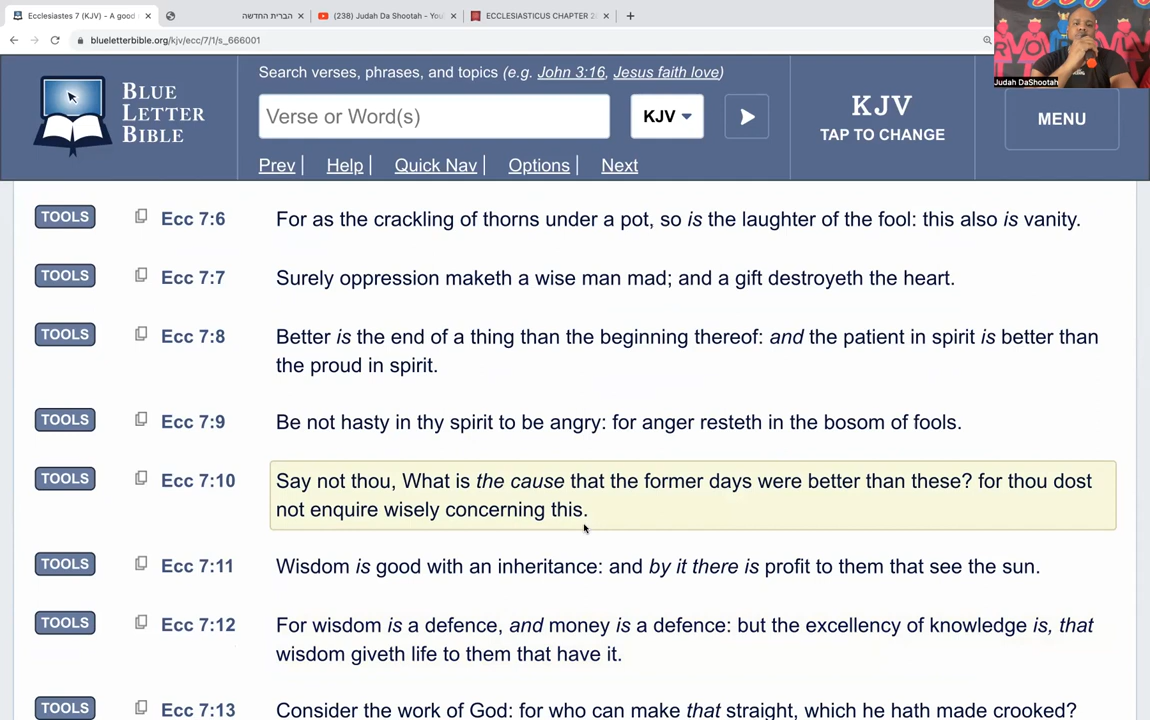 Ecclesiastes 7 (KJV) - A good
הברית החדשה
(238) Judah Da Shootah - You
ECCLESIASTICUS CHAPTER 2
blueletterbible.org/kjv/ecc/7/1/s_666001
Judah DaShootah
BLUE
LETTER
BIBLE
Search verses, phrases, and topics (e.g. John 3:16, Jesus faith love)
Verse or Word(s)
KJV
KJV
TAP TO CHANGE
MENU
Prev | Help | Quick Nav | Options | Next
TOOLS Ecc 7:6 For as the crackling of thorns under a pot, so is the laughter of the fool: this also is vanity.
TOOLS Ecc 7:7 Surely oppression maketh a wise man mad; and a gift destroyeth the heart.
TOOLS Ecc 7:8 Better is the end of a thing than the beginning thereof: and the patient in spirit is better than
the proud in spirit.
TOOLS Ecc 7:9 Be not hasty in thy spirit to be angry: for anger resteth in the bosom of fools.
TOOLS Ecc 7:10 Say not thou, What is the cause that the former days were better than these? for thou dost
not enquire wisely concerning this.
TOOLS Ecc 7:11 Wisdom is good with an inheritance: and by it there is profit to them that see the sun.
TOOLS Ecc 7:12 For wisdom is a defence, and money is a defence: but the excellency of knowledge is, that
wisdom giveth life to them that have it.
TOOLS Ecc 7:13 Consider the work of God: for who can make that straight, which he hath made crooked?